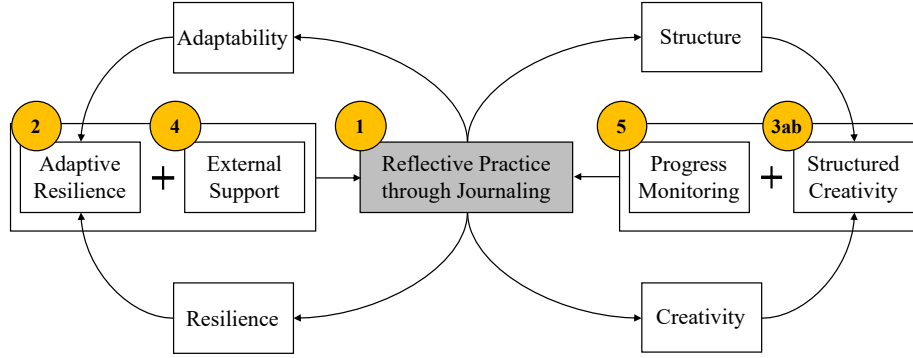 Adaptability
Structure
2
4
1
5
3ab
Adaptive
Resilience
+
External
Support
Reflective Practice
through Journaling
Progress
Monitoring
+
Structured
Creativity
Resilience
Creativity